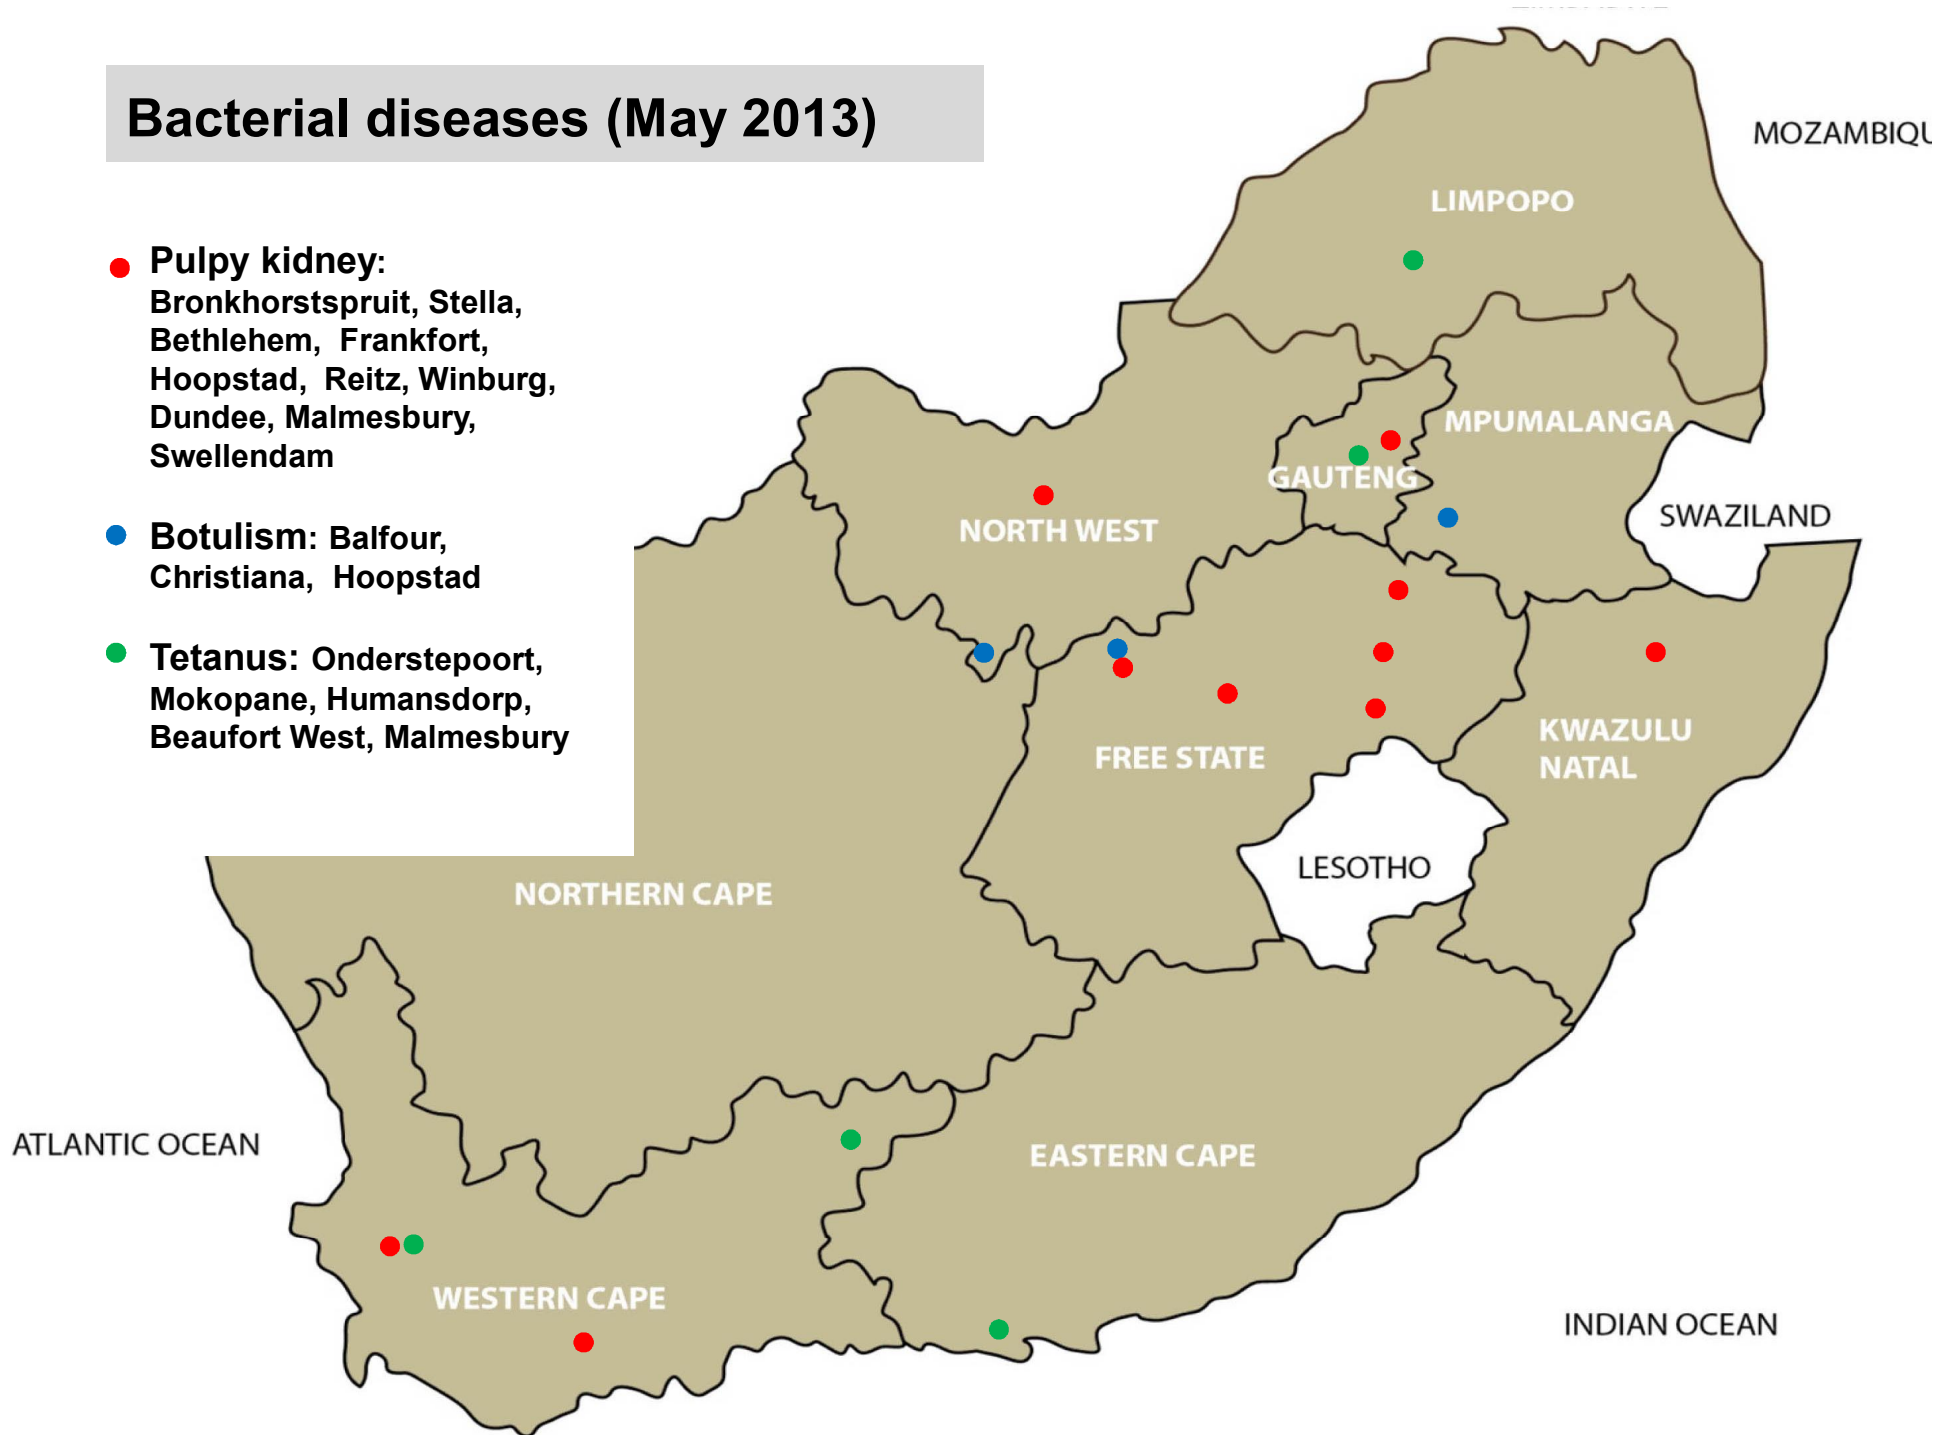 Bacterial diseases (May 2013)
Pulpy kidney:
Bronkhorstspruit, Stella,
Bethlehem, Frankfort,
Hoopstad, Reitz, Winburg,
Dundee, Malmesbury,
Swellendam
Botulism: Balfour,
Christiana, Hoopstad
Tetanus: Onderstepoort,
Mokopane, Humansdorp,
Beaufort West, Malmesbury
MOZAMBIQU
LIMPOPO
MPUMALANGA
GAUTENG
SWAZILAND
NORTH WEST
KWAZULU
NATAL
FREE STATE
LESOTHO
NORTHERN CAPE
ATLANTIC OCEAN
EASTERN CAPE
WESTERN CAPE
INDIAN OCEAN